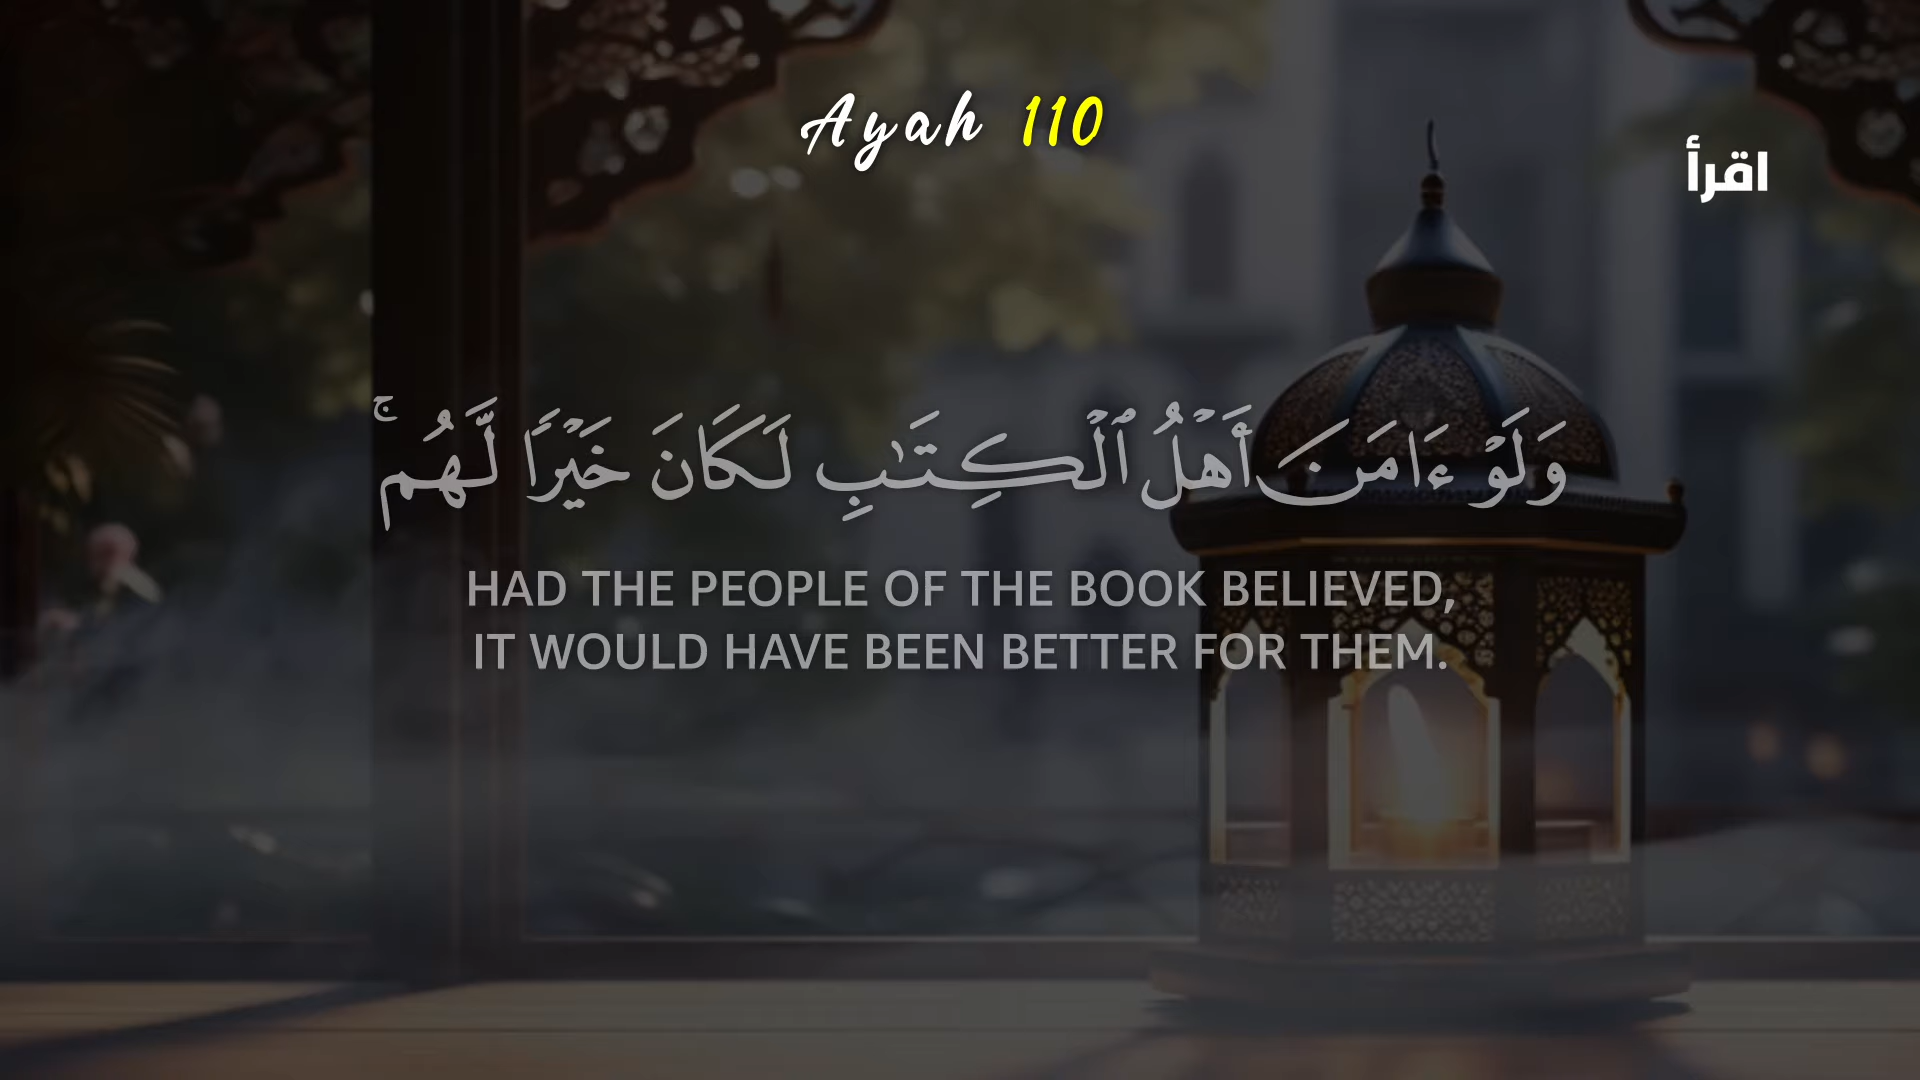 Ayah 110
اقرأ
وَلَوْ ءَامَنَ أَهْلُ ٱلْكِتَٰبِ لَكَانَ خَيْرًا لَّهُم ۚ
HAD THE PEOPLE OF THE BOOK BELIEVED,
IT WOULD HAVE BEEN BETTER FOR THEM.